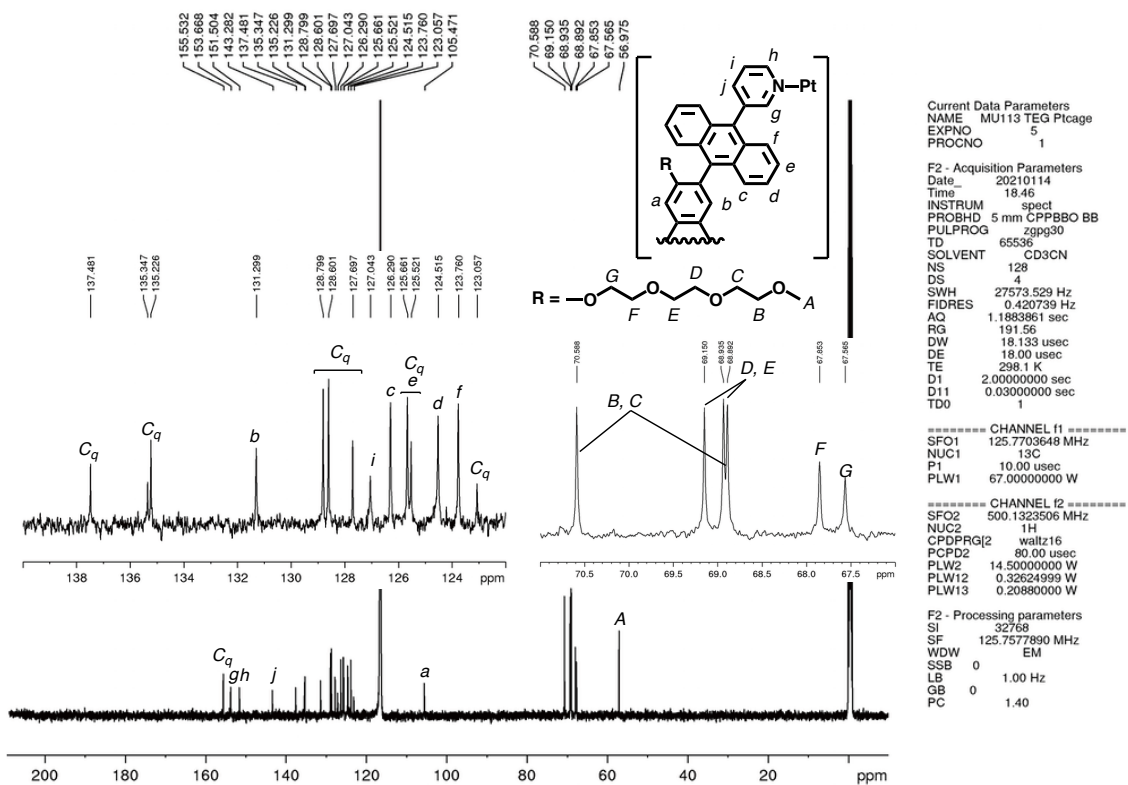 155.532
153.668
151.504
143.282
137.481
135.347
135.226
131.299
128.799
128.601
127.697
127.043
126.290
125.661
125.521
124.515
123.760
123.057
105.471
70.588
69.150
68.935
68.892
67.853
67.565
56.975
h
i
j
N
Pt
g
f
R
e
a
b
c
d
137.481
135.347
135.226
131.299
128.799
128.601
127.697
127.043
126.290
125.661
125.521
124.515
123.760
123.057
R =
G
D
C
O
O
O
O
A
F
E
B
70.588
69.150
68.935
68.892
67.853
67.565
Cq
Cq
b
Cq
i
c
Cq
e
d
f
Cq
B, C
D, E
F
G
138 136 134 132 130 128 126 124 ppm
70.5 70.0 69.5 69.0 68.5 68.0 67.5 ppm
Cq
gh
j
a
A
200 180 160 140 120 100 80 60 40 20 ppm
Current Data Parameters
NAME MU113 TEG Ptcage
EXPNO 5
PROCNO 1
F2 - Acquisition Parameters
Date_ 20210114
Time 18.46
INSTRUM spect
PROBHD 5 mm CPPBBO BB
PULPROG zgpg30
TD 65536
SOLVENT CD3CN
NS 128
DS 4
SWH 27573.529 Hz
FIDRES 0.420739 Hz
AQ 1.1883861 sec
RG 191.56
DW 18.133 usec
DE 18.00 usec
TE 298.1 K
D1 2.00000000 sec
D11 0.03000000 sec
TD0 1
======== CHANNEL f1 ========
SFO1 125.7703648 MHz
NUC1 13C
P1 10.00 usec
PLW1 67.00000000 W
======== CHANNEL f2 ========
SFO2 500.1323506 MHz
NUC2 1H
CPDPRG[2 waltz16
PCPD2 80.00 usec
PLW2 14.50000000 W
PLW12 0.32624999 W
PLW13 0.20880000 W
F2 - Processing parameters
SI 32768
SF 125.7577890 MHz
WDW EM
SSB 0
LB 1.00 Hz
GB 0
PC 1.40